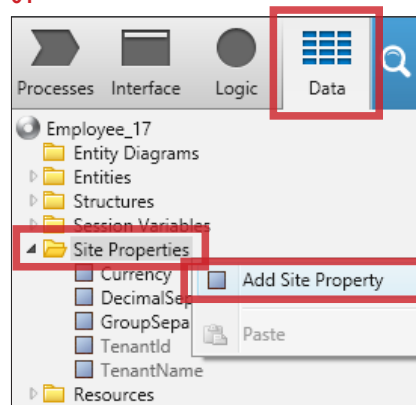 Processes Interface Logic Data
Employee_17
Entity Diagrams
Entities
Structures
Session Variables
Site Properties
Currency
Add Site Property
DecimalSep
GroupSepa
Paste
TenantId
TenantName
Resources